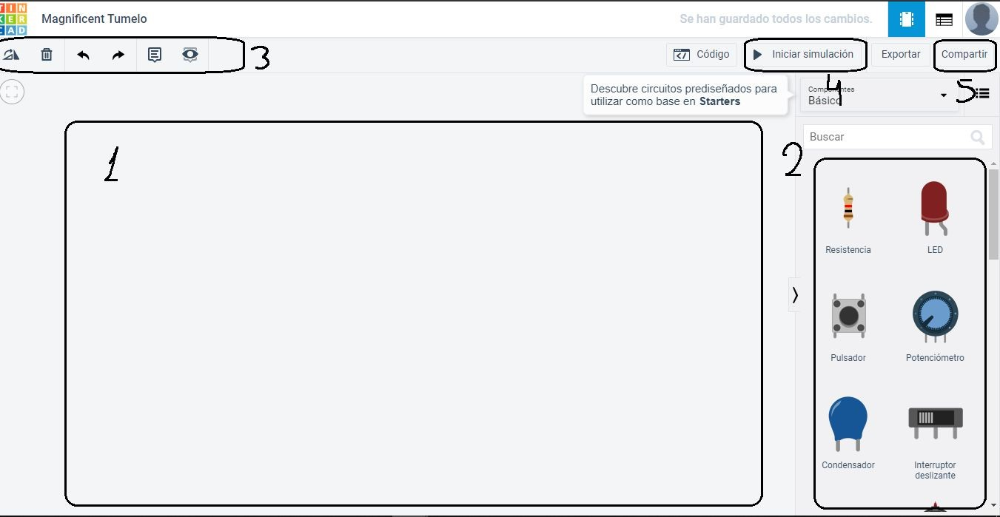 TIN
KER
CAD
Magnificent Tumelo
Se han guardado todos los cambios.
3
Código
Iniciar simulación
Exportar
Compartir
4
5
Descubre circuitos prediseñados para
utilizar como base en Starters
Componentes
Básico
Buscar
1
2
Resistencia
LED
Pulsador
Potenciómetro
Condensador
Interruptor
deslizante